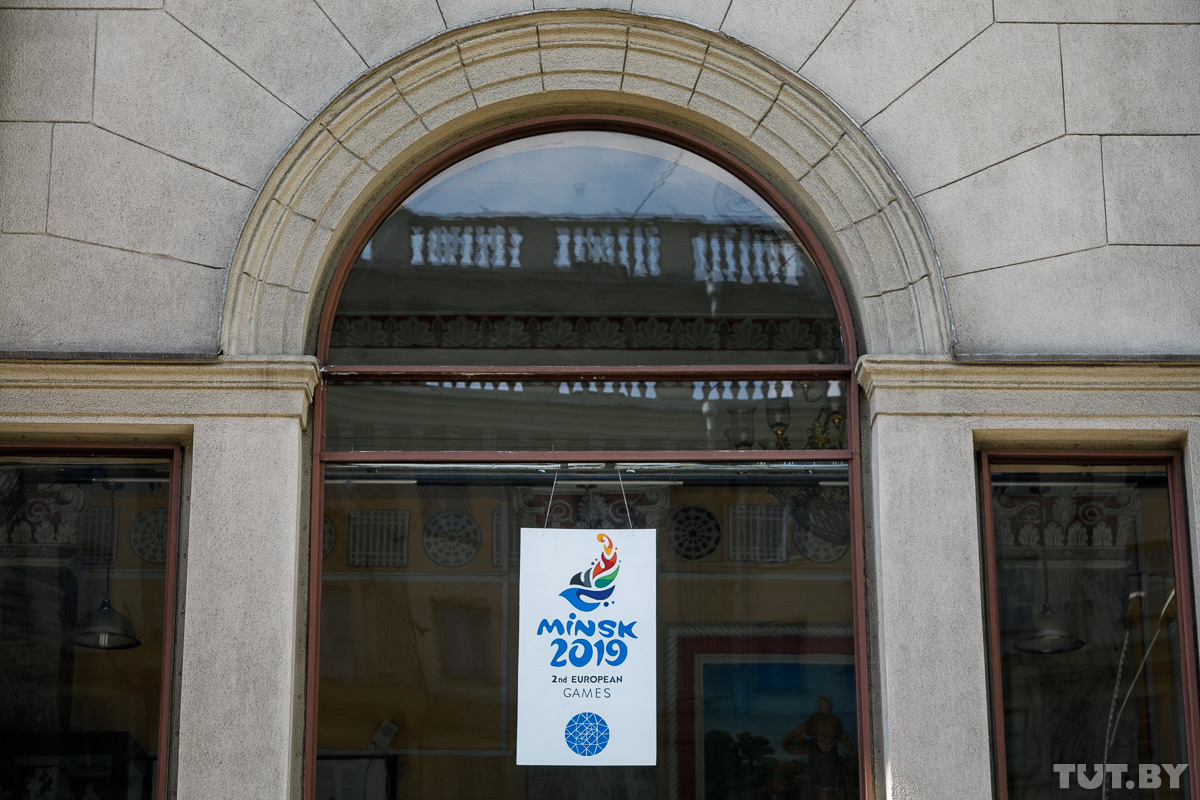 MiNSK
2019
2nd EUROPEAN
GAMES
TUT.BY